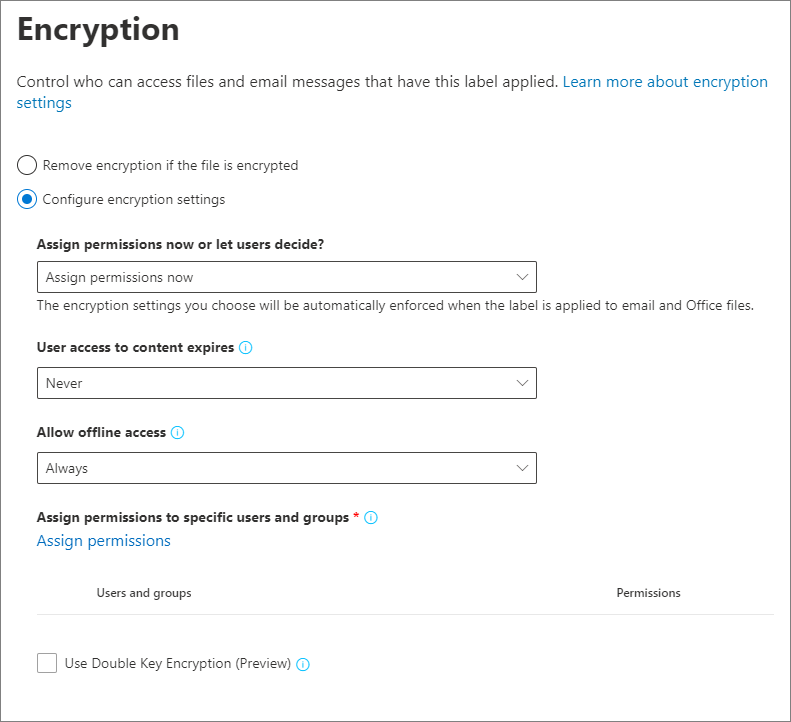 Encryption
Control who can access files and email messages that have this label applied. Learn more about encryption
settings
Remove encryption if the file is encrypted
Configure encryption settings
Assign permissions now or let users decide?
Assign permissions now
The encryption settings you choose will be automatically enforced when the label is applied to email and Office files.
User access to content expires
Never
Allow offline access
Always
Assign permissions to specific users and groups *
Assign permissions
Users and groups Permissions
Use Double Key Encryption (Preview)